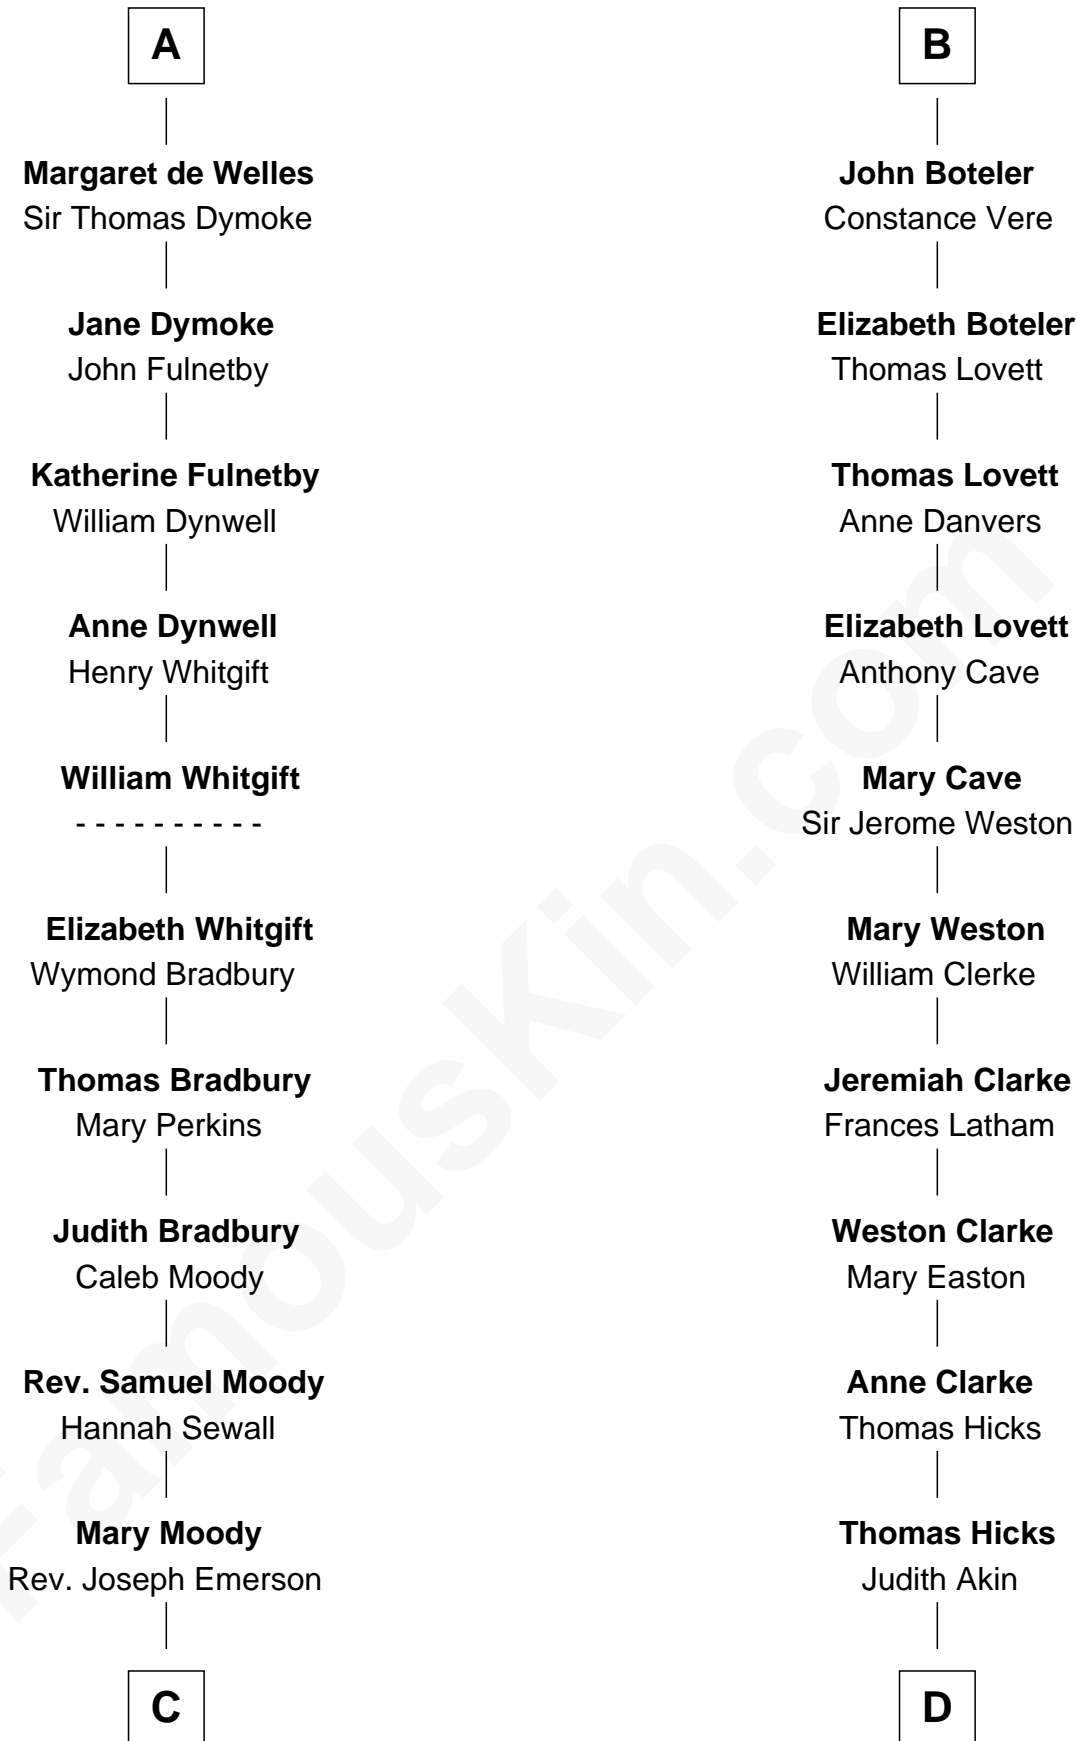 A
Margaret de Welles
Sir Thomas Dymoke
Jane Dymoke
John Fulnetby
Katherine Fulnetby
William Dynwell
Anne Dynwell
Henry Whitgift
William Whitgift
- - - - - - - - - -
Elizabeth Whitgift
Wymond Bradbury
Thomas Bradbury
Mary Perkins
Judith Bradbury
Caleb Moody
Rev. Samuel Moody
Hannah Sewall
Mary Moody
Rev. Joseph Emerson
C
B
John Boteler
Constance Vere
Elizabeth Boteler
Thomas Lovett
Thomas Lovett
Anne Danvers
Elizabeth Lovett
Anthony Cave
Mary Cave
Sir Jerome Weston
Mary Weston
William Clerke
Jeremiah Clarke
Frances Latham
Weston Clarke
Mary Easton
Anne Clarke
Thomas Hicks
Thomas Hicks
Judith Akin
D
FamousKin.com